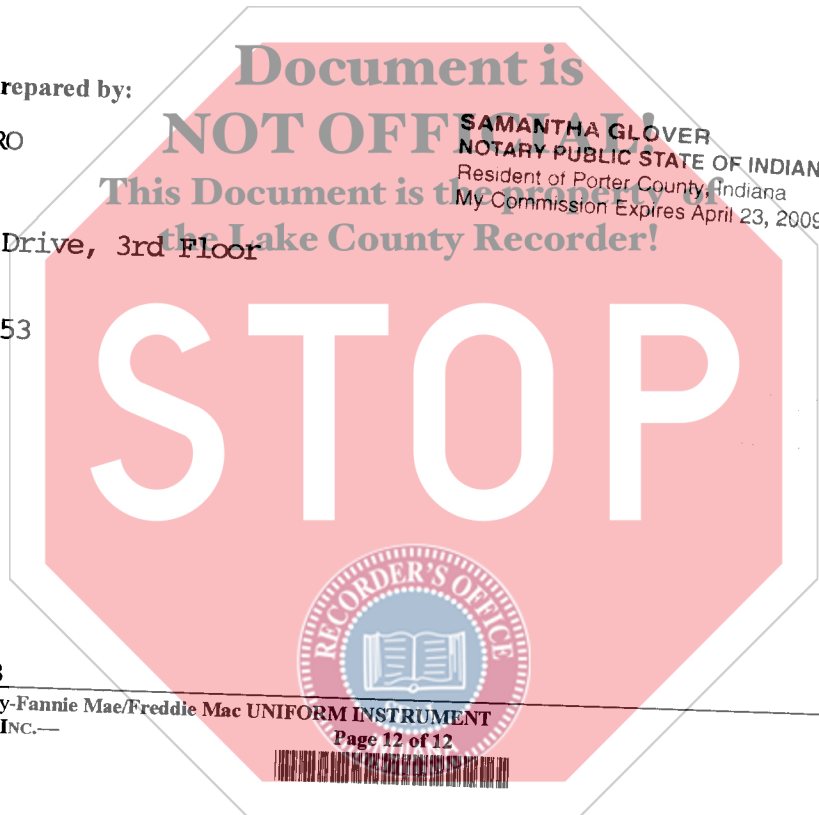 Document is
repared by:
NOT OFFICIAL!
RO
SAMANTHA GLOVER
NOTARY PUBLIC STATE OF INDIAN
Resident of Porter County, Indiana
My Commission Expires April 23, 2009
This Document is the property of
the Lake County Recorder!
Drive, 3rd Floor
53
STOP
RECORDER'S OFFICE
y-Fannie Mae/Freddie Mac UNIFORM INSTRUMENT
INC.—
Page 12 of 12